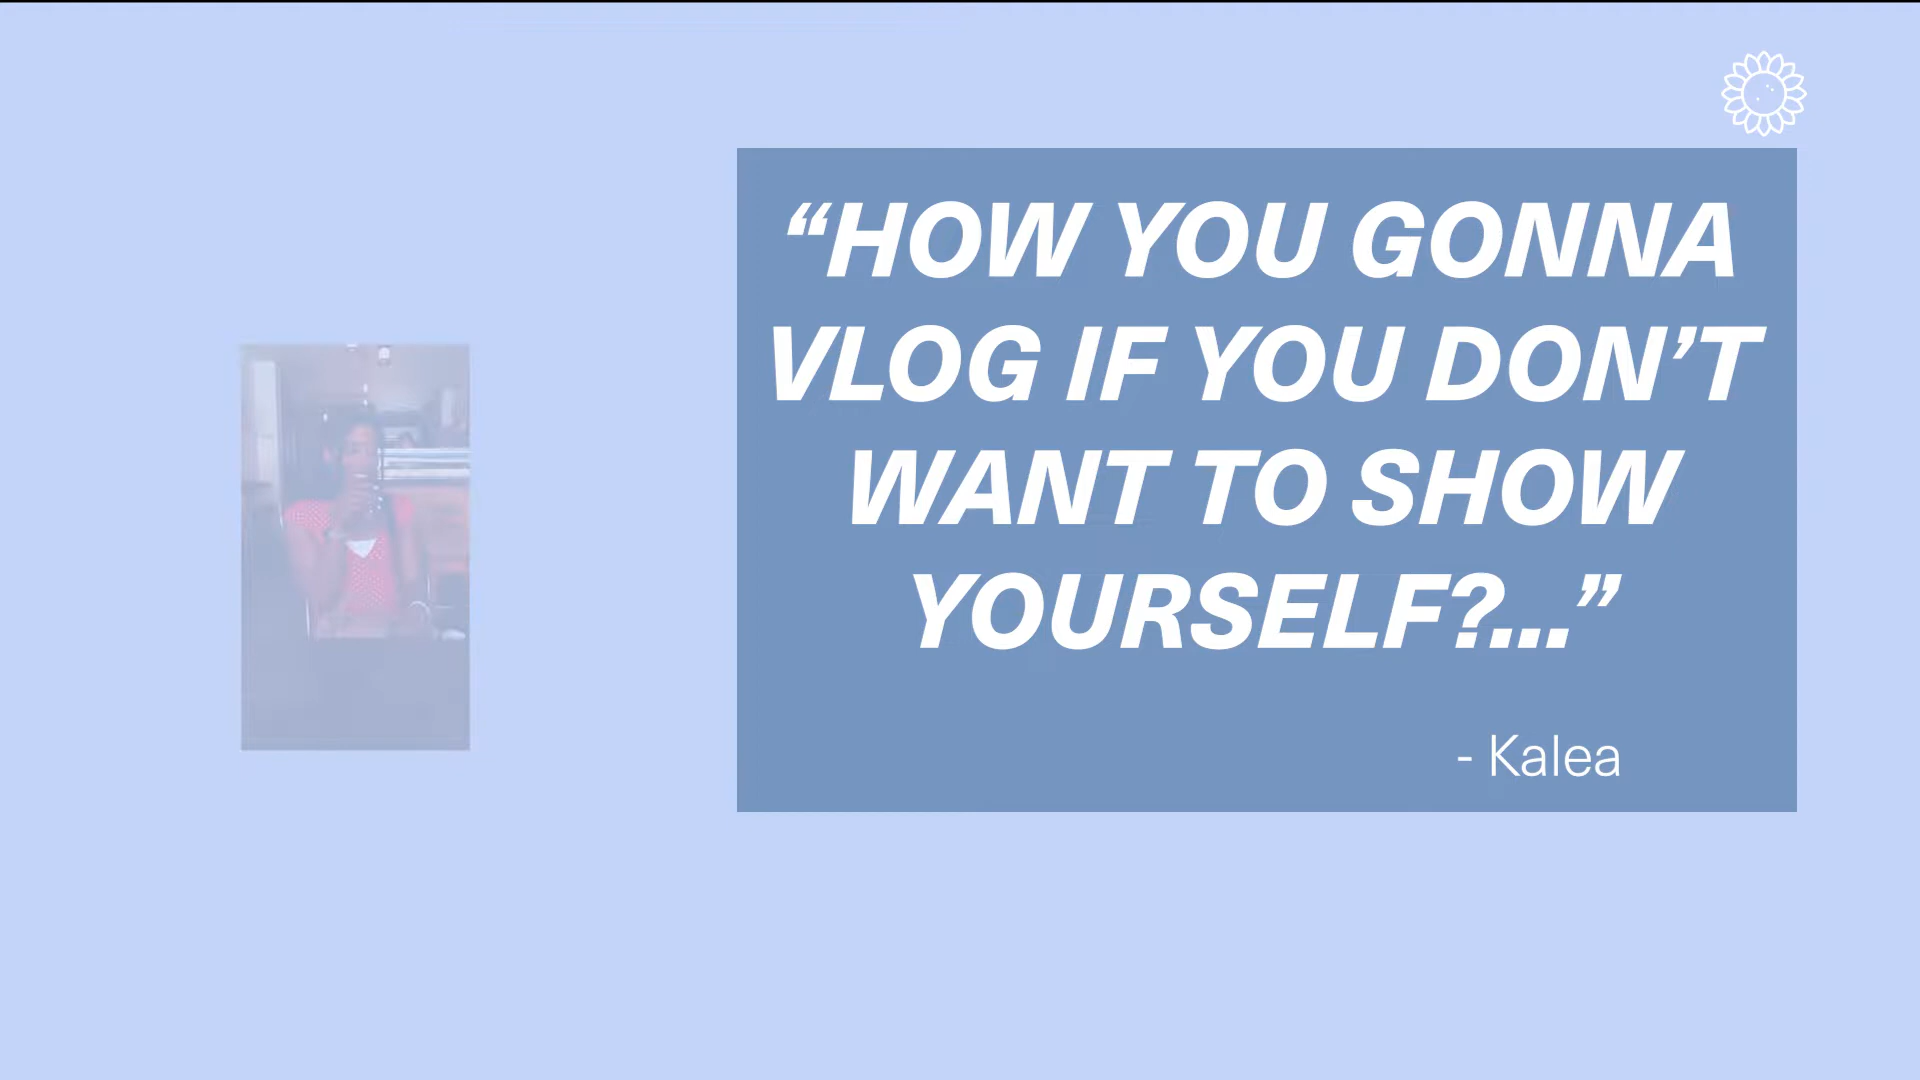 “HOW YOU GONNA
VLOG IF YOU DON’T
WANT TO SHOW
YOURSELF?...”
- Kalea